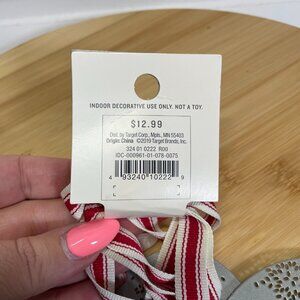 INDOOR DECORATIVE USE ONLY. NOT A TOY.
$12.99
Dist. by Target Corp., Mpls., MN 55403
Origin: China ©2019 Target Brands, Inc.
324 01 0222 R00
IDC-000961-01-078-0075
4 93240 10222 9